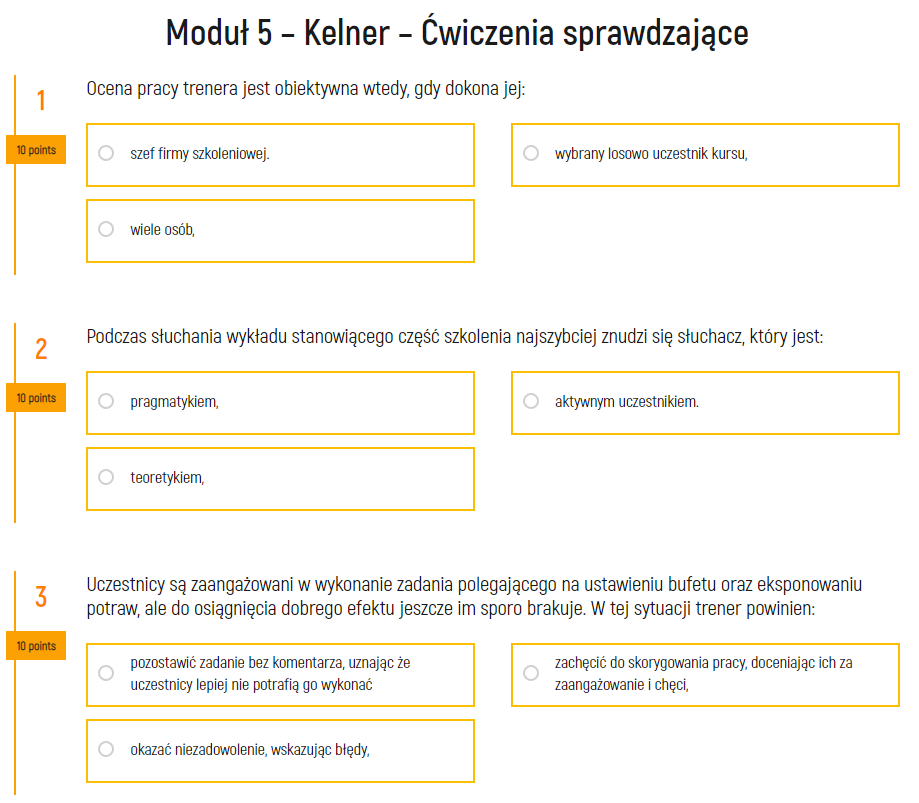 Moduł 5 – Kelner – Ćwiczenia sprawdzające
1
10 points
Ocena pracy trenera jest obiektywna wtedy, gdy dokona jej:
szef firmy szkoleniowej.
wybrany losowo uczestnik kursu,
wiele osób,
2
10 points
Podczas słuchania wykładu stanowiącego część szkolenia najszybciej znudzi się słuchacz, który jest:
pragmatykiem,
aktywnym uczestnikiem.
teoretykiem,
3
10 points
Uczestnicy są zaangażowani w wykonanie zadania polegającego na ustawieniu bufetu oraz eksponowaniu
potraw, ale do osiągnięcia dobrego efektu jeszcze im sporo brakuje. W tej sytuacji trener powinien:
pozostawić zadanie bez komentarza, uznając że
uczestnicy lepiej nie potrafią go wykonać
zachęcić do skorygowania pracy, doceniając ich za
zaangażowanie i chęci,
okazać niezadowolenie, wskazując błędy,